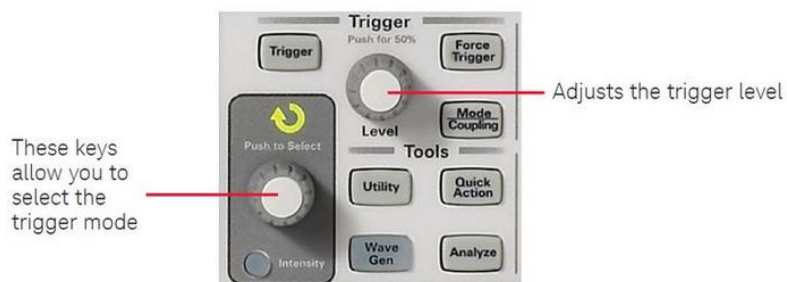 Trigger
Push for 50%
Trigger
Force
Trigger
Adjusts the trigger level
Level
Mode
Coupling
Push to Select
Tools
These keys
allow you to
select the
trigger mode
Utility
Quick
Action
Wave
Gen
Analyze
Intensity